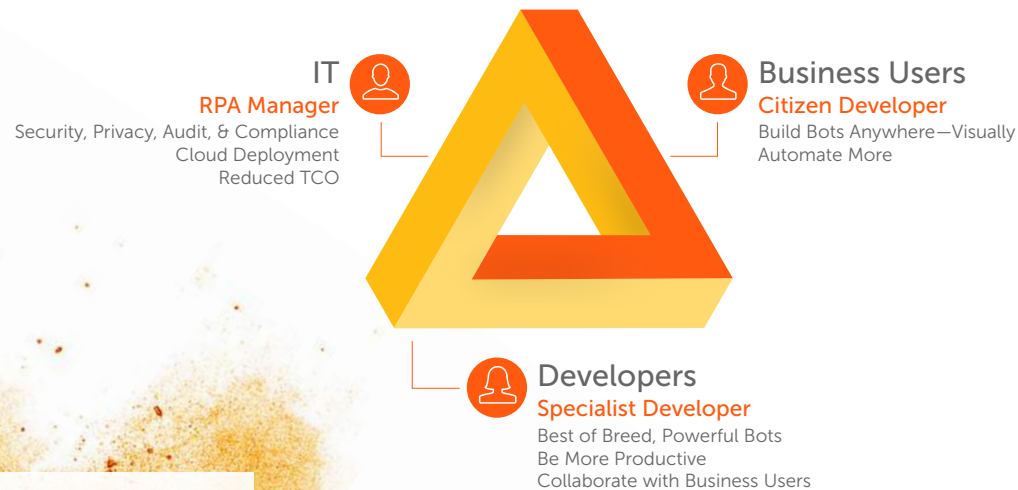 IT
RPA Manager
Security, Privacy, Audit, & Compliance
Cloud Deployment
Reduced TCO
Business Users
Citizen Developer
Build Bots Anywhere—Visually
Automate More
Developers
Specialist Developer
Best of Breed, Powerful Bots
Be More Productive
Collaborate with Business Users